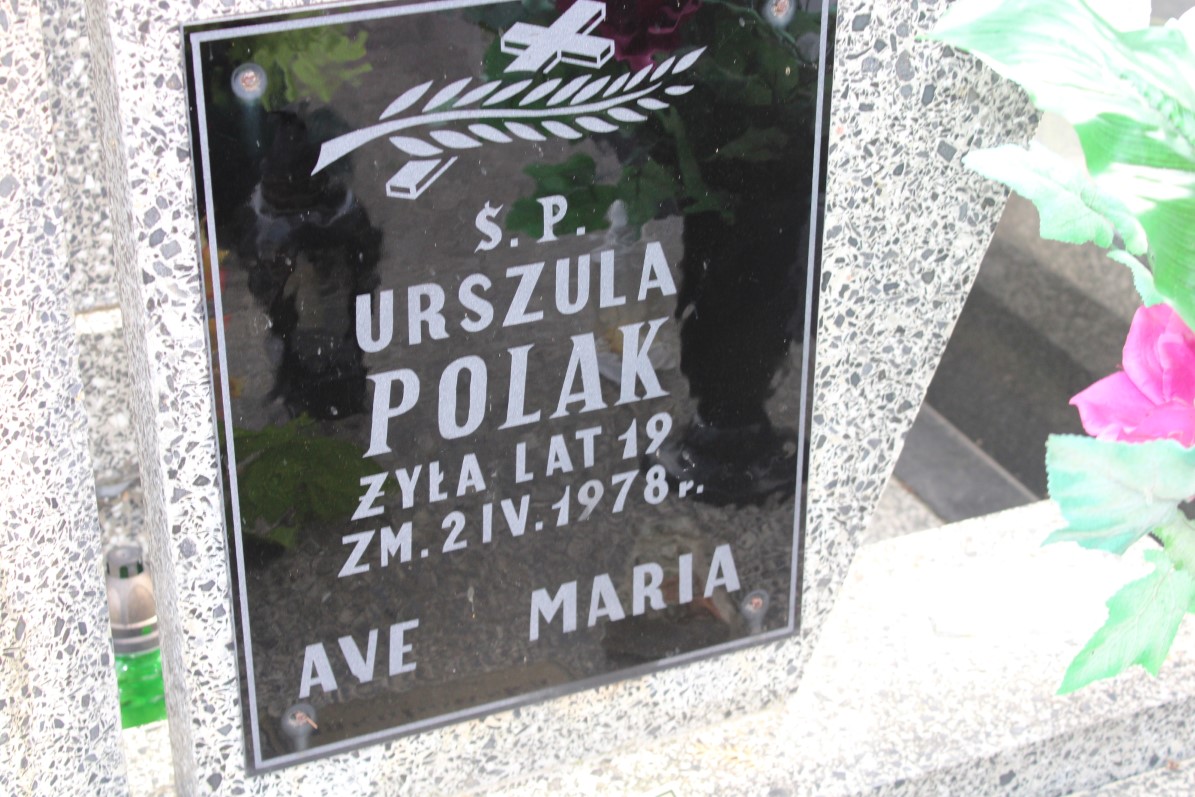 Ś. P.
URSZULA
POLAK
ŻYŁA LAT 19
ZM. 2 IV. 1978 r.
AVE MARIA